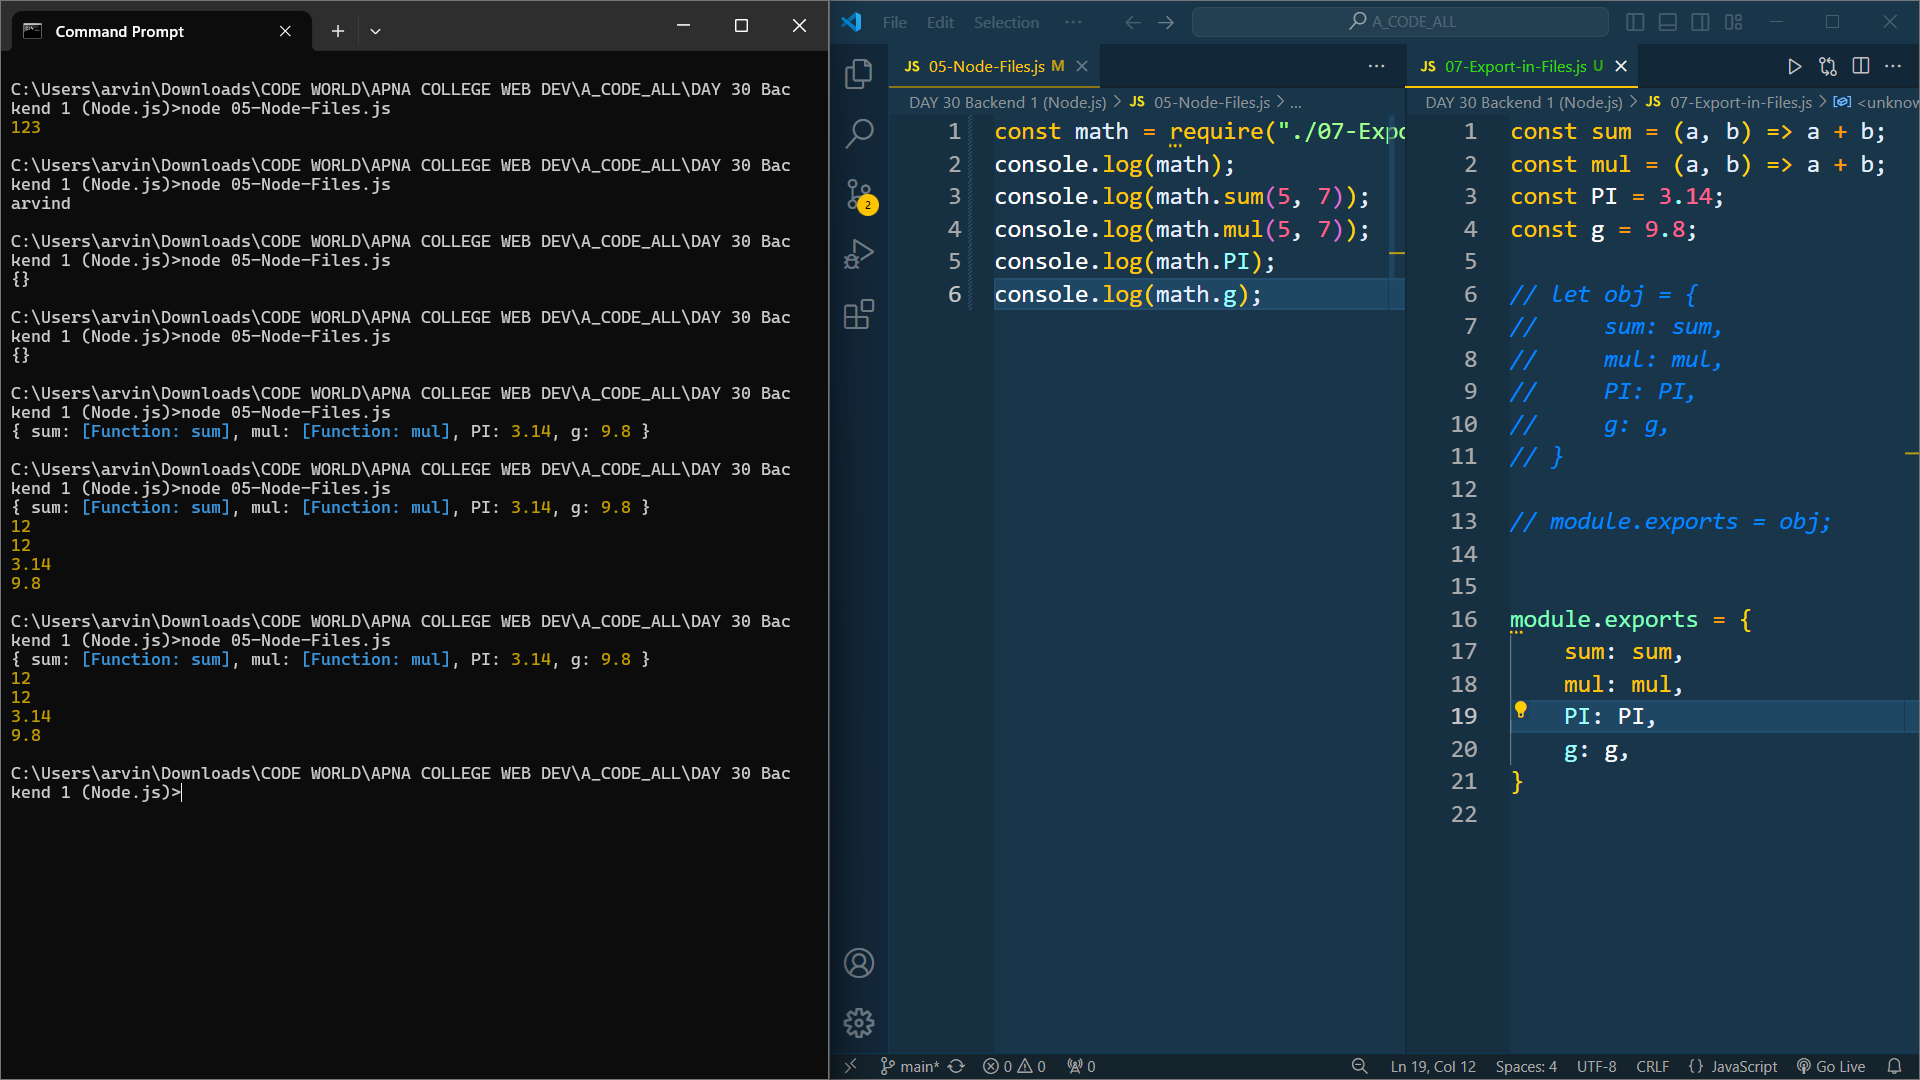 Command Prompt
C:\Users\arvin\Downloads\CODE WORLD\APNA COLLEGE WEB DEV\A_CODE_ALL\DAY 30 Bac
kend 1 (Node.js)>node 05-Node-Files.js
123
C:\Users\arvin\Downloads\CODE WORLD\APNA COLLEGE WEB DEV\A_CODE_ALL\DAY 30 Bac
kend 1 (Node.js)>node 05-Node-Files.js
arvind
C:\Users\arvin\Downloads\CODE WORLD\APNA COLLEGE WEB DEV\A_CODE_ALL\DAY 30 Bac
kend 1 (Node.js)>node 05-Node-Files.js
{}
C:\Users\arvin\Downloads\CODE WORLD\APNA COLLEGE WEB DEV\A_CODE_ALL\DAY 30 Bac
kend 1 (Node.js)>node 05-Node-Files.js
{}
C:\Users\arvin\Downloads\CODE WORLD\APNA COLLEGE WEB DEV\A_CODE_ALL\DAY 30 Bac
kend 1 (Node.js)>node 05-Node-Files.js
{ sum: [Function: sum], mul: [Function: mul], PI: 3.14, g: 9.8 }
C:\Users\arvin\Downloads\CODE WORLD\APNA COLLEGE WEB DEV\A_CODE_ALL\DAY 30 Bac
kend 1 (Node.js)>node 05-Node-Files.js
{ sum: [Function: sum], mul: [Function: mul], PI: 3.14, g: 9.8 }
12
12
3.14
9.8
C:\Users\arvin\Downloads\CODE WORLD\APNA COLLEGE WEB DEV\A_CODE_ALL\DAY 30 Bac
kend 1 (Node.js)>node 05-Node-Files.js
{ sum: [Function: sum], mul: [Function: mul], PI: 3.14, g: 9.8 }
12
12
3.14
9.8
C:\Users\arvin\Downloads\CODE WORLD\APNA COLLEGE WEB DEV\A_CODE_ALL\DAY 30 Bac
kend 1 (Node.js)>
File Edit Selection ··· A_CODE_ALL
2
JS 05-Node-Files.js M
DAY 30 Backend 1 (Node.js) > JS 05-Node-Files.js > ...
1 const math = require("./07-Expo
2 console.log(math);
3 console.log(math.sum(5, 7));
4 console.log(math.mul(5, 7));
5 console.log(math.PI);
6 console.log(math.g);
JS 07-Export-in-Files.js U
DAY 30 Backend 1 (Node.js) > JS 07-Export-in-Files.js > <unknow
1 const sum = (a, b) => a + b;
2 const mul = (a, b) => a + b;
3 const PI = 3.14;
4 const g = 9.8;
5
6 // let obj = {
7 //     sum: sum,
8 //     mul: mul,
9 //     PI: PI,
10 //     g: g,
11 // }
12
13 // module.exports = obj;
14
15
16 module.exports = {
17     sum: sum,
18     mul: mul,
19     PI: PI,
20     g: g,
21 }
22
main* 0 0 0 Ln 19, Col 12 Spaces: 4 UTF-8 CRLF {} JavaScript Go Live